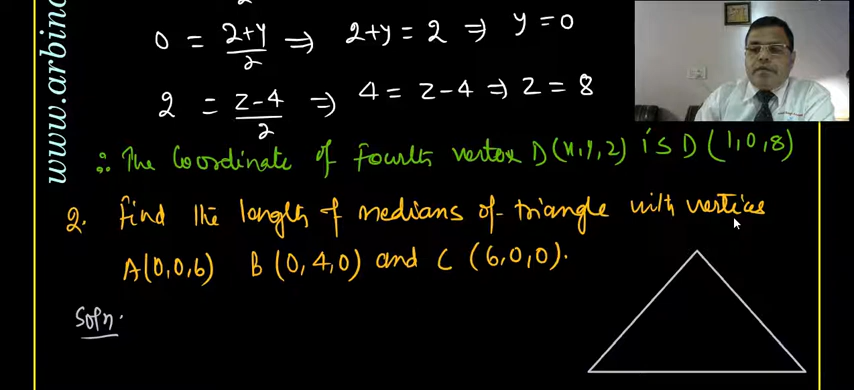 0 = 2+y/2 ⇒ 2+y = 2 ⇒ y = 0
2 = z-4/2 ⇒ 4 = z-4 ⇒ z = 8
∴ The Coordinate of Fourth vertex D(x,y,z) is D (1,0,8)
2. Find the length of medians of triangle with vertices
A(0,0,6) B (0,4,0) and C (6,0,0).
Solⁿ.
www.arbino